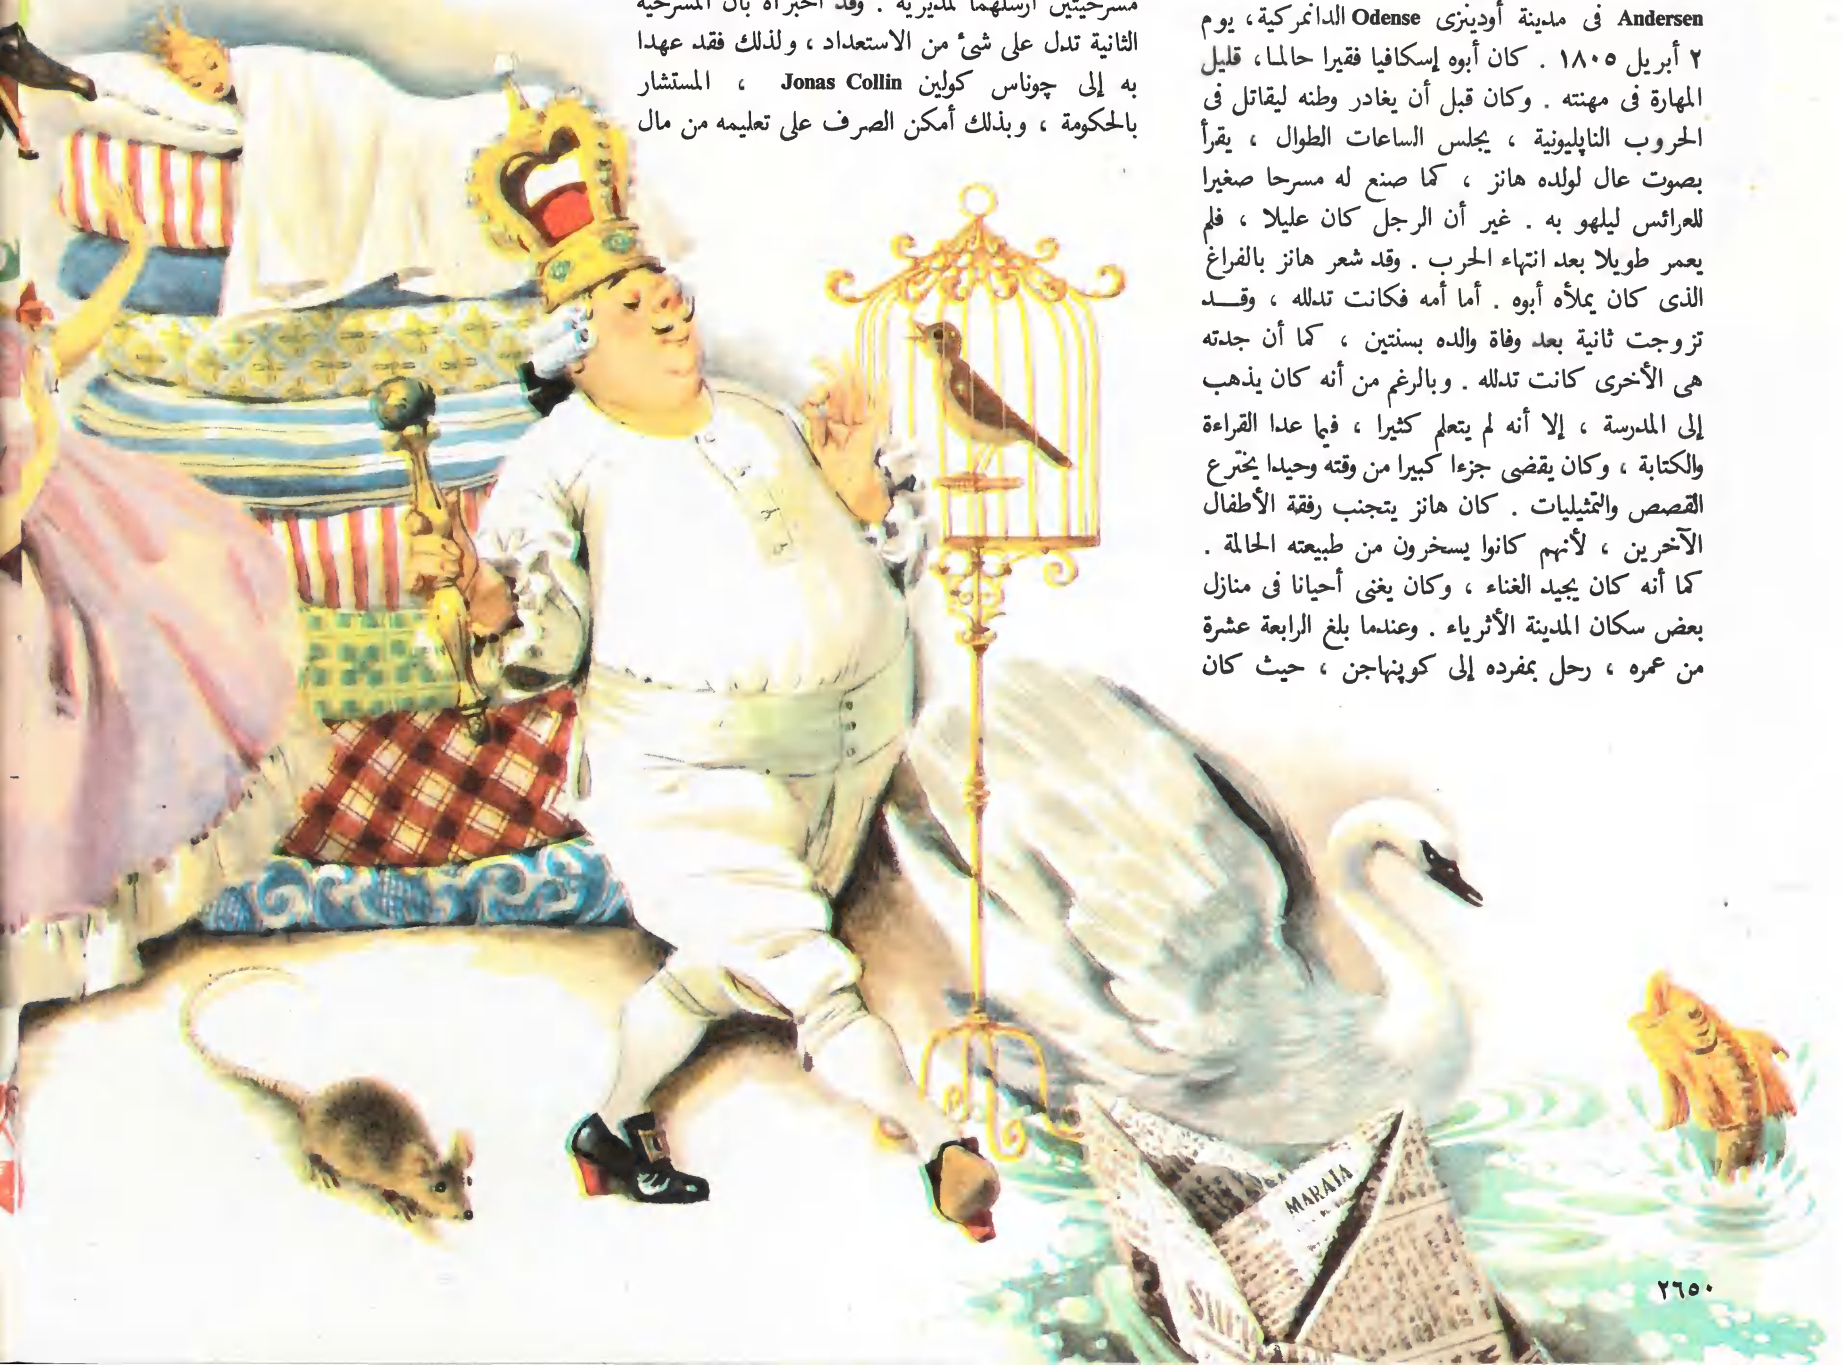 Andersen فى مدينة أودينزى Odense الدانمركية، يوم
٢ أبريل ١٨٠٥ . كان أبوه إسكافيا فقيرا حالما، قليل
المهارة فى مهنته . وكان قبل أن يغادر وطنه ليقاتل فى
الحروب الناپليونية ، يجلس الساعات الطوال ، يقرأ
بصوت عال لولده هانز ، كما صنع له مسرحا صغيرا
للعرائس ليلهو به . غير أن الرجل كان عليلا ، فلم
يعمر طويلا بعد انتهاء الحرب . وقد شعر هانز بالفراغ
الذى كان يملأه أبوه . أما أمه فكانت تدلله ، وقــد
تزوجت ثانية بعد وفاة والده بسنتين ، كما أن جدته
هى الأخرى كانت تدلله . وبالرغم من أنه كان يذهب
إلى المدرسة ، إلا أنه لم يتعلم كثيرا ، فيما عدا القراءة
والكتابة ، وكان يقضى جزءا كبيرا من وقته وحيدا يخترع
القصص والتمثيليات . كان هانز يتجنب رفقة الأطفال
الآخرين ، لأنهم كانوا يسخرون من طبيعته الحالمة .
كما أنه كان يجيد الغناء ، وكان يغنى أحيانا فى منازل
بعض سكان المدينة الأثرياء . وعندما بلغ الرابعة عشرة
من عمره ، رحل بمفرده إلى كوپنهاجن ، حيث كان
مسرحيتين أرسلهما لمديريه . وقد أخبراه بأن المسرحية
الثانية تدل على شئ من الاستعداد ، ولذلك فقد عهدا
به إلى چوناس كولين Jonas Collin ، المستشار
بالحكومة ، وبذلك أمكن الصرف على تعليمه من مال
MARAIA
٢٦٥٠